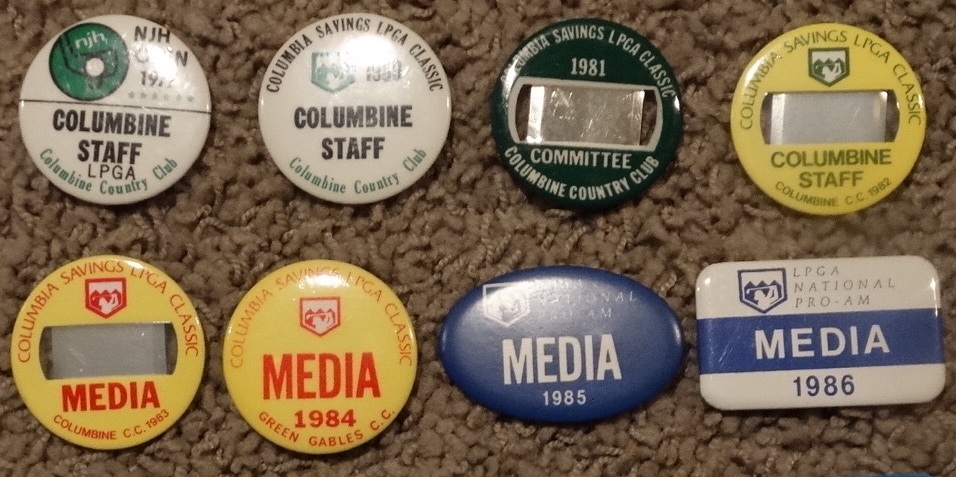 njh
NJH
OPEN
COLUMBINE
STAFF
LPGA
Columbine Country Club
COLUMBIA SAVINGS LPGA CLASSIC
COLUMBINE
STAFF
Columbine Country Club
COLUMBIA SAVINGS LPGA CLASSIC
1981
COMMITTEE
COLUMBINE COUNTRY CLUB
COLUMBIA SAVINGS LPGA CLASSIC
COLUMBINE
STAFF
COLUMBINE C.C. 1982
COLUMBIA SAVINGS LPGA CLASSIC
MEDIA
COLUMBINE C.C. 1983
COLUMBIA SAVINGS LPGA CLASSIC
MEDIA
1984
GREEN GABLES C.C.
LPGA
NATIONAL
PRO-AM
MEDIA
1985
LPGA
NATIONAL
PRO-AM
MEDIA
1986